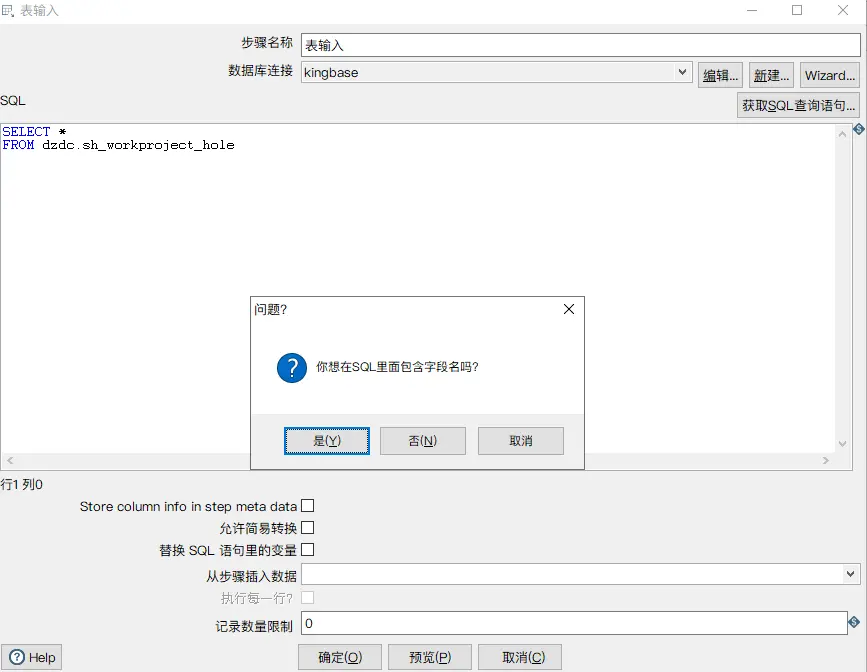 表输入
步骤名称 表输入
数据库连接 kingbase 编辑... 新建... Wizard...
SQL 获取SQL查询语句...
SELECT *
FROM dzdc.sh_workproject_hole
问题?
你想在SQL里面包含字段名吗?
是(Y) 否(N) 取消
行1 列0
Store column info in step meta data
允许简易转换
替换 SQL 语句里的变量
从步骤插入数据
执行每一行?
记录数量限制 0
Help 确定(O) 预览(P) 取消(C)